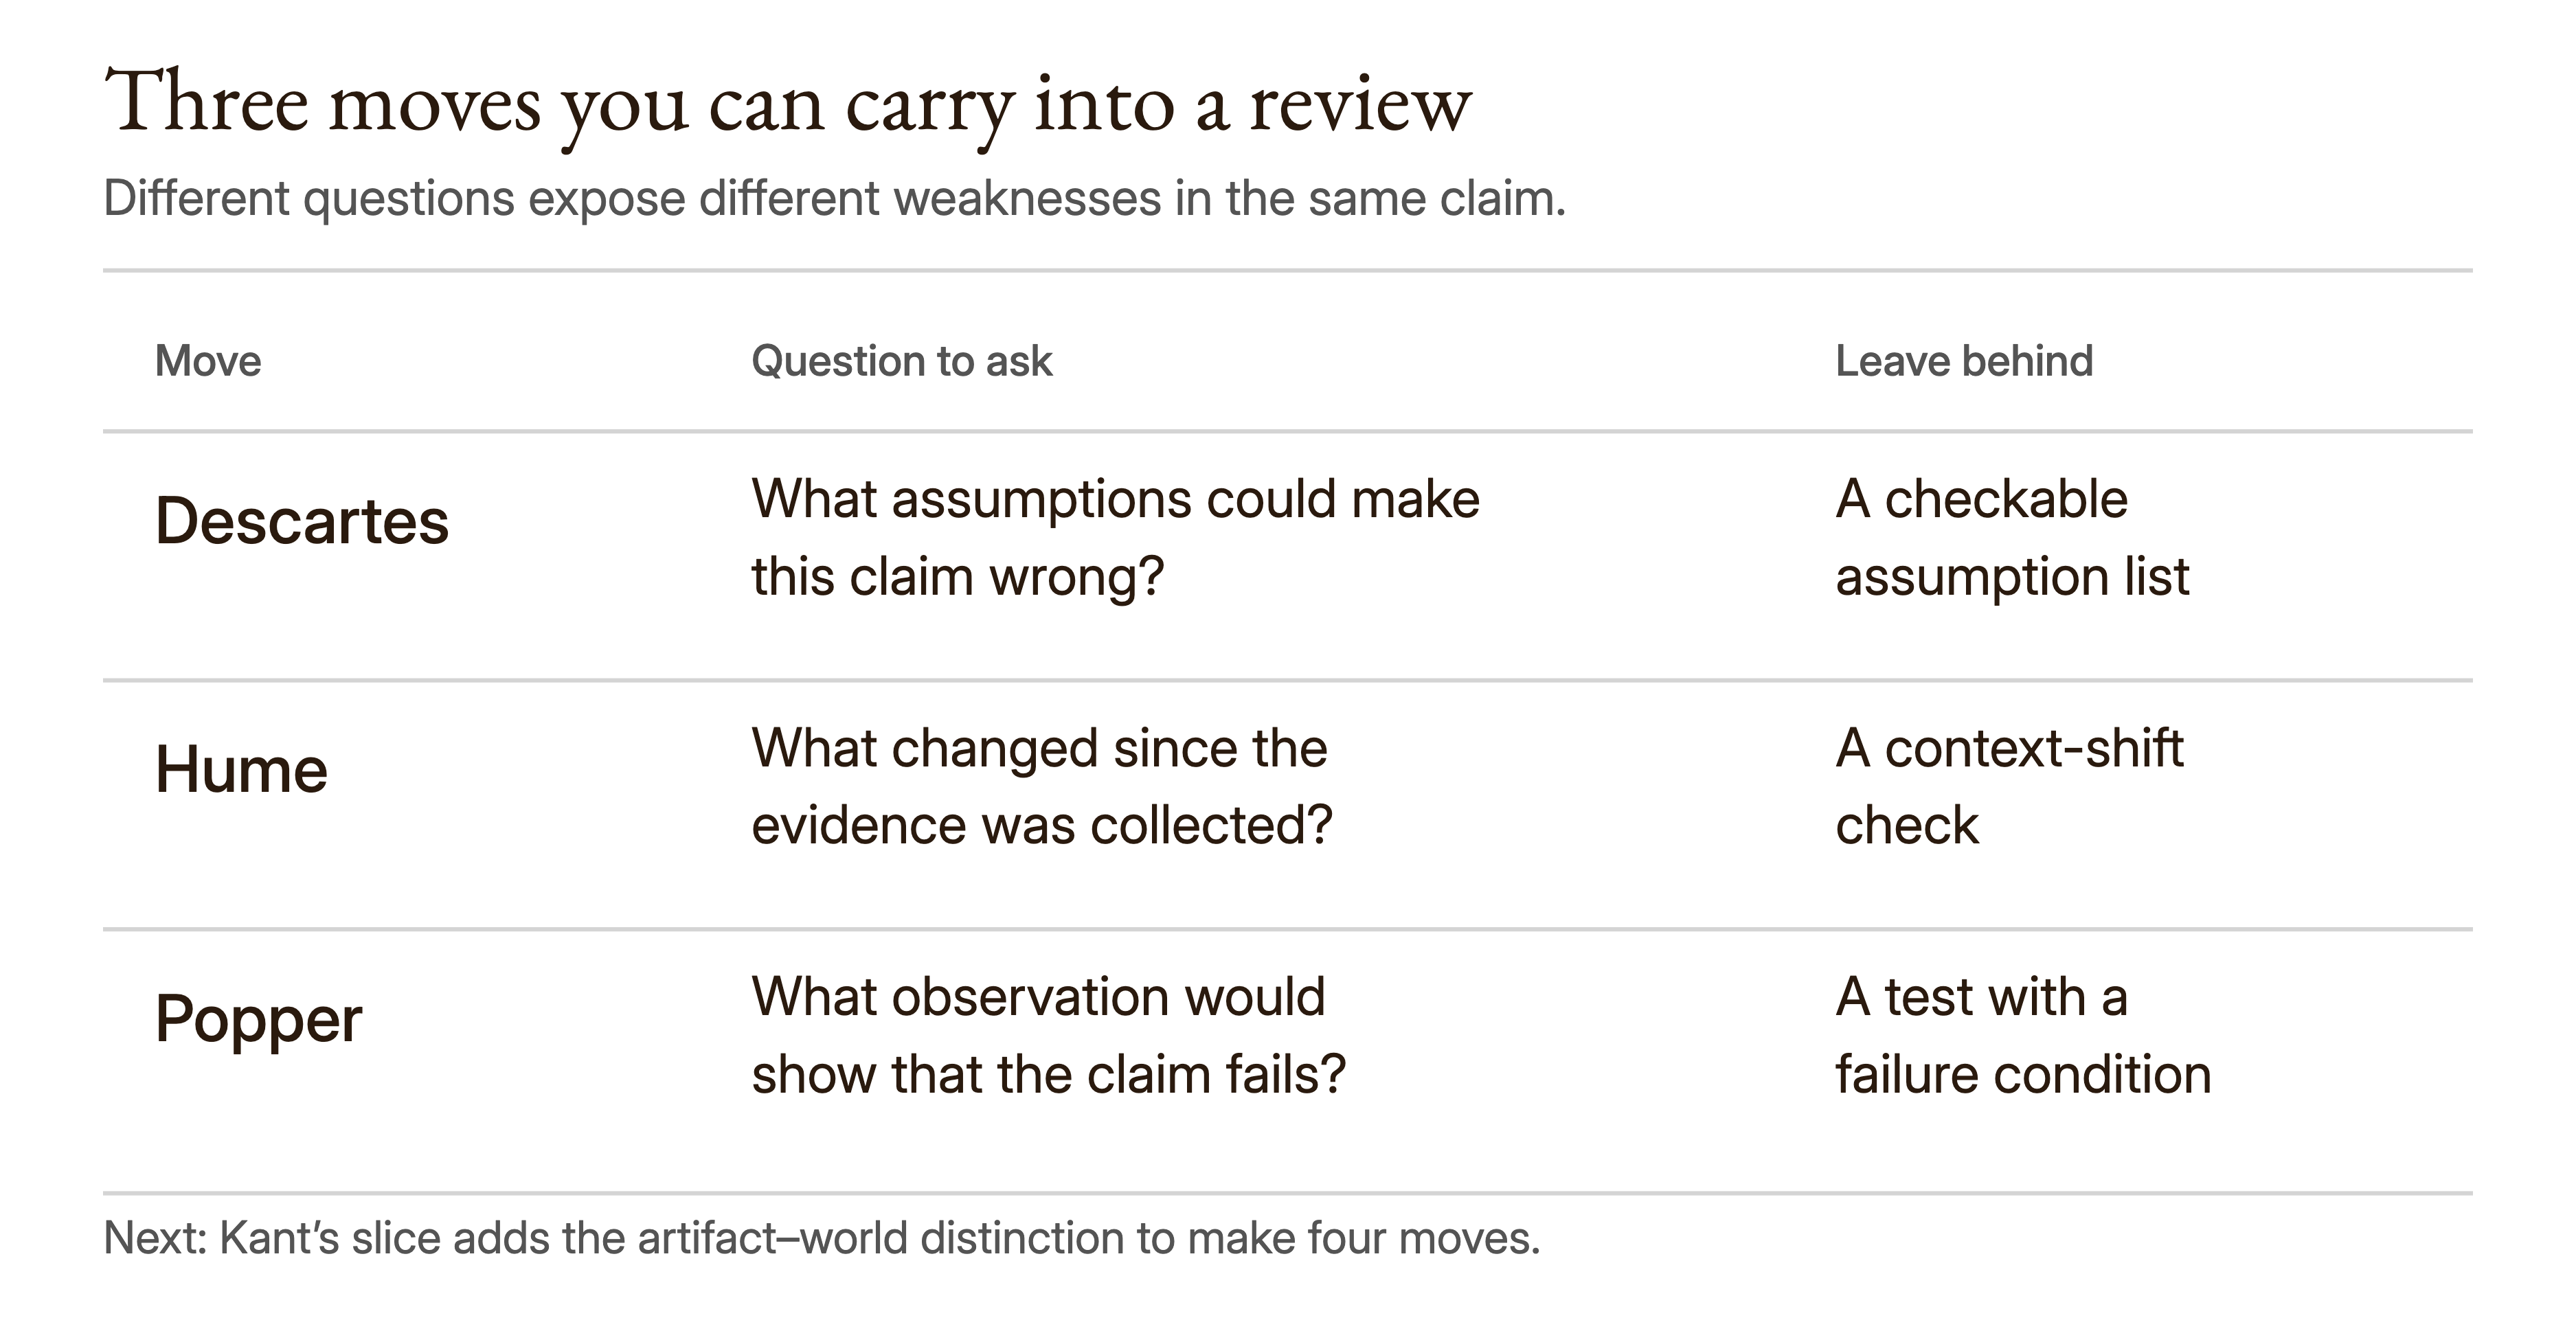 Three moves you can carry into a review
Different questions expose different weaknesses in the same claim.
Move
Question to ask
Leave behind
Descartes
What assumptions could make
this claim wrong?
A checkable
assumption list
Hume
What changed since the
evidence was collected?
A context-shift
check
Popper
What observation would
show that the claim fails?
A test with a
failure condition
Next: Kant’s slice adds the artifact–world distinction to make four moves.